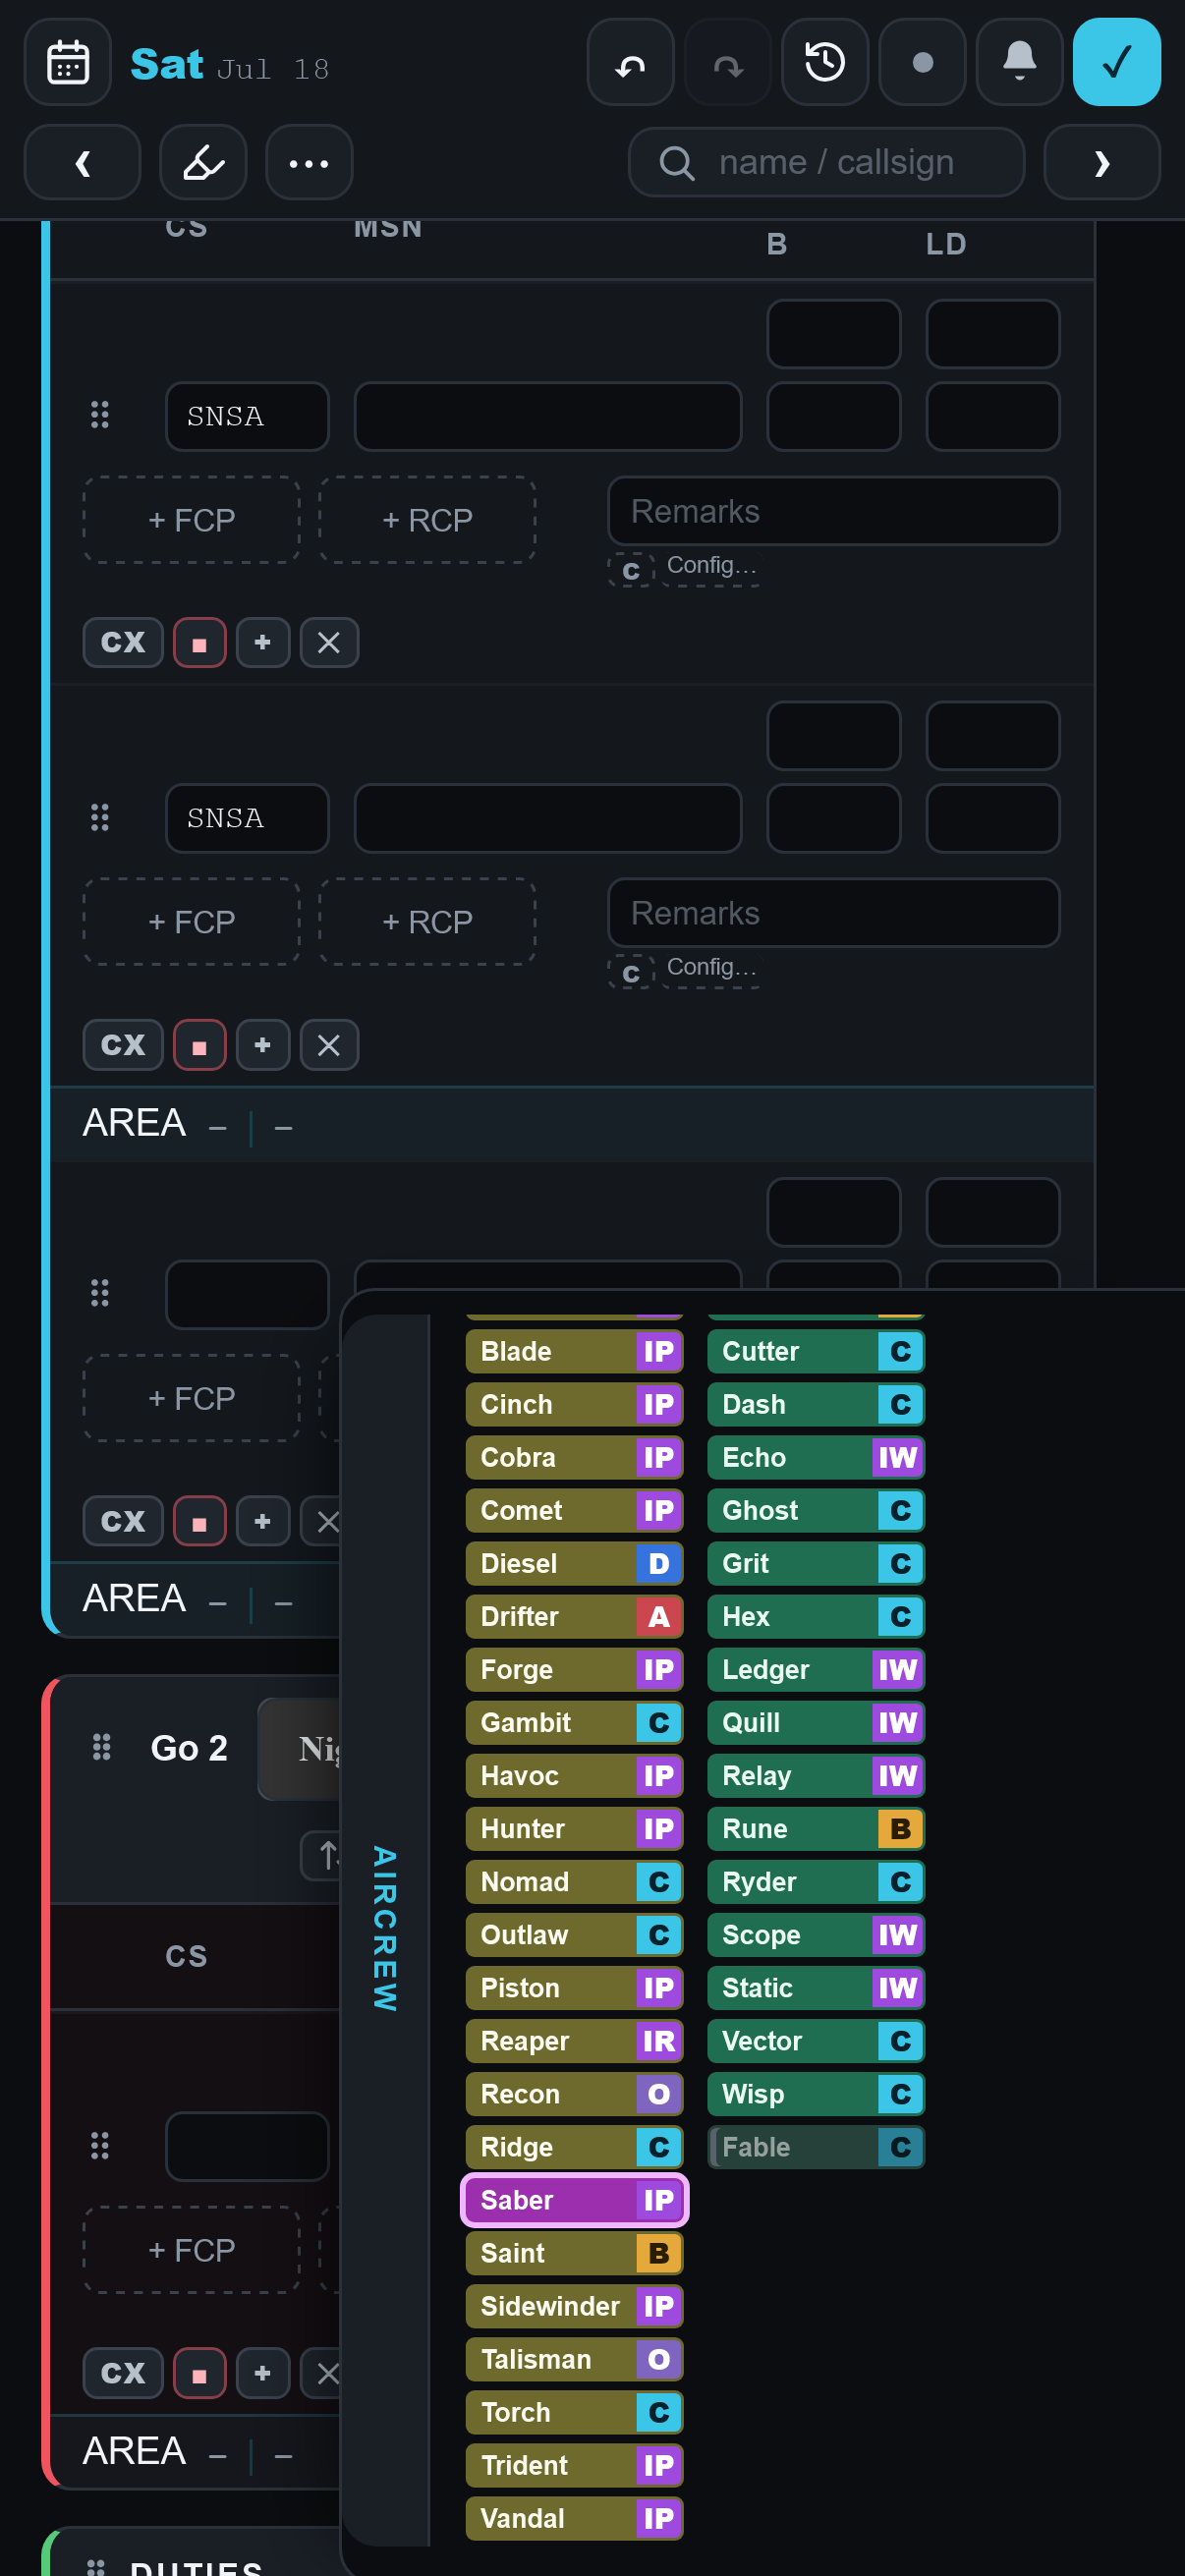 Sat Jul 18
name / callsign
CS MSN B LD
SNSA
+ FCP + RCP Remarks
C Config...
CX + ×
SNSA
+ FCP + RCP Remarks
C Config...
CX + ×
AREA – | –
+ FCP
CX + ×
AREA – | –
Go 2
CS
+ FCP
CX + ×
AREA – | –
DUTIES
AIRCREW
Blade IP
Cinch IP
Cobra IP
Comet IP
Diesel D
Drifter A
Forge IP
Gambit C
Havoc IP
Hunter IP
Nomad C
Outlaw C
Piston IP
Reaper IR
Recon O
Ridge C
Saber IP
Saint B
Sidewinder IP
Talisman O
Torch C
Trident IP
Vandal IP
Cutter C
Dash C
Echo IW
Ghost C
Grit C
Hex C
Ledger IW
Quill IW
Relay IW
Rune B
Ryder C
Scope IW
Static IW
Vector C
Wisp C
Fable C